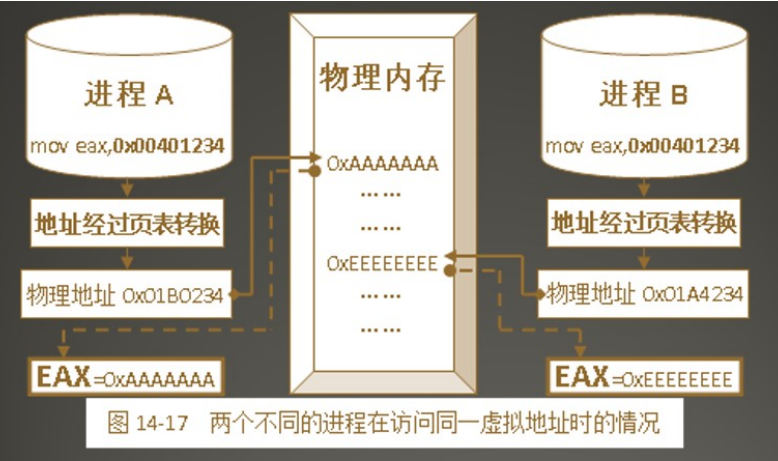 进程 A
mov eax,0x00401234
地址经过页表转换
物理地址 0x01B0234
EAX=0xAAAAAAA
物理内存
0xAAAAAAA
……
……
0xEEEEEEEE
……
……
进程 B
mov eax,0x00401234
地址经过页表转换
物理地址 0x01A4234
EAX=0xEEEEEEEE
图 14-17 两个不同的进程在访问同一虚拟地址时的情况